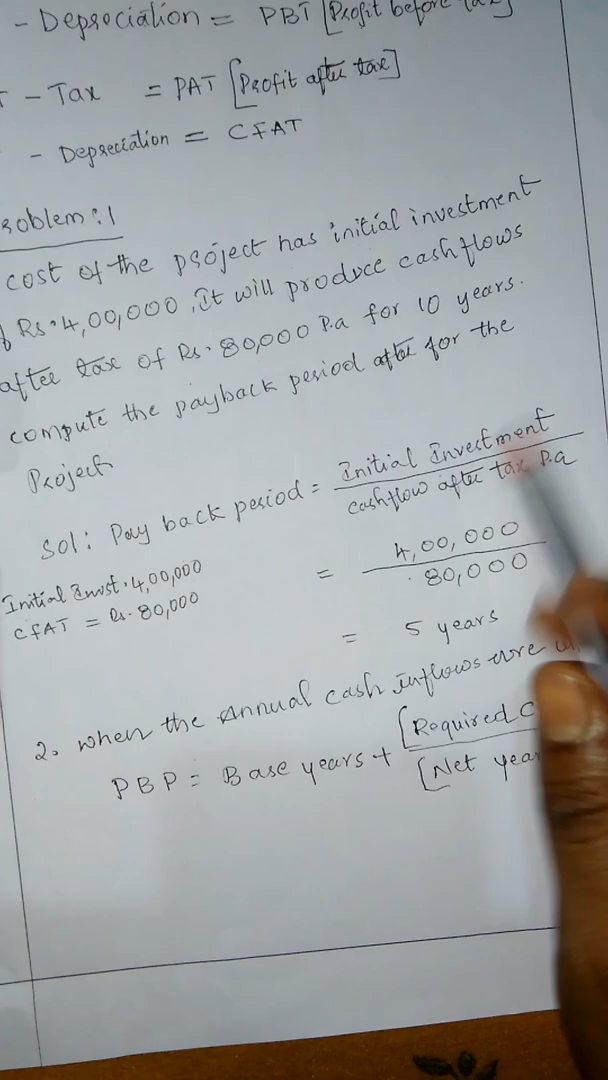 - Depreciation = PBT [Profit before tax]
T - Tax = PAT [Profit after tax]
- Depreciation = CFAT
roblem:1
cost of the project has initial investment
Rs. 4,00,000. It will produce cashflows
after tax of Rs. 80,000 P.a for 10 years.
compute the payback period after for the
Project
Sol: Pay back period = Initial Investment
cashflow after tax P.a
Initial Invst. 4,00,000
= 4,00,000
80,000
CFAT = Rs. 80,000
= 5 years
2. when the Annual cash inflows are
PBP = Base years + [Required C
[Net year